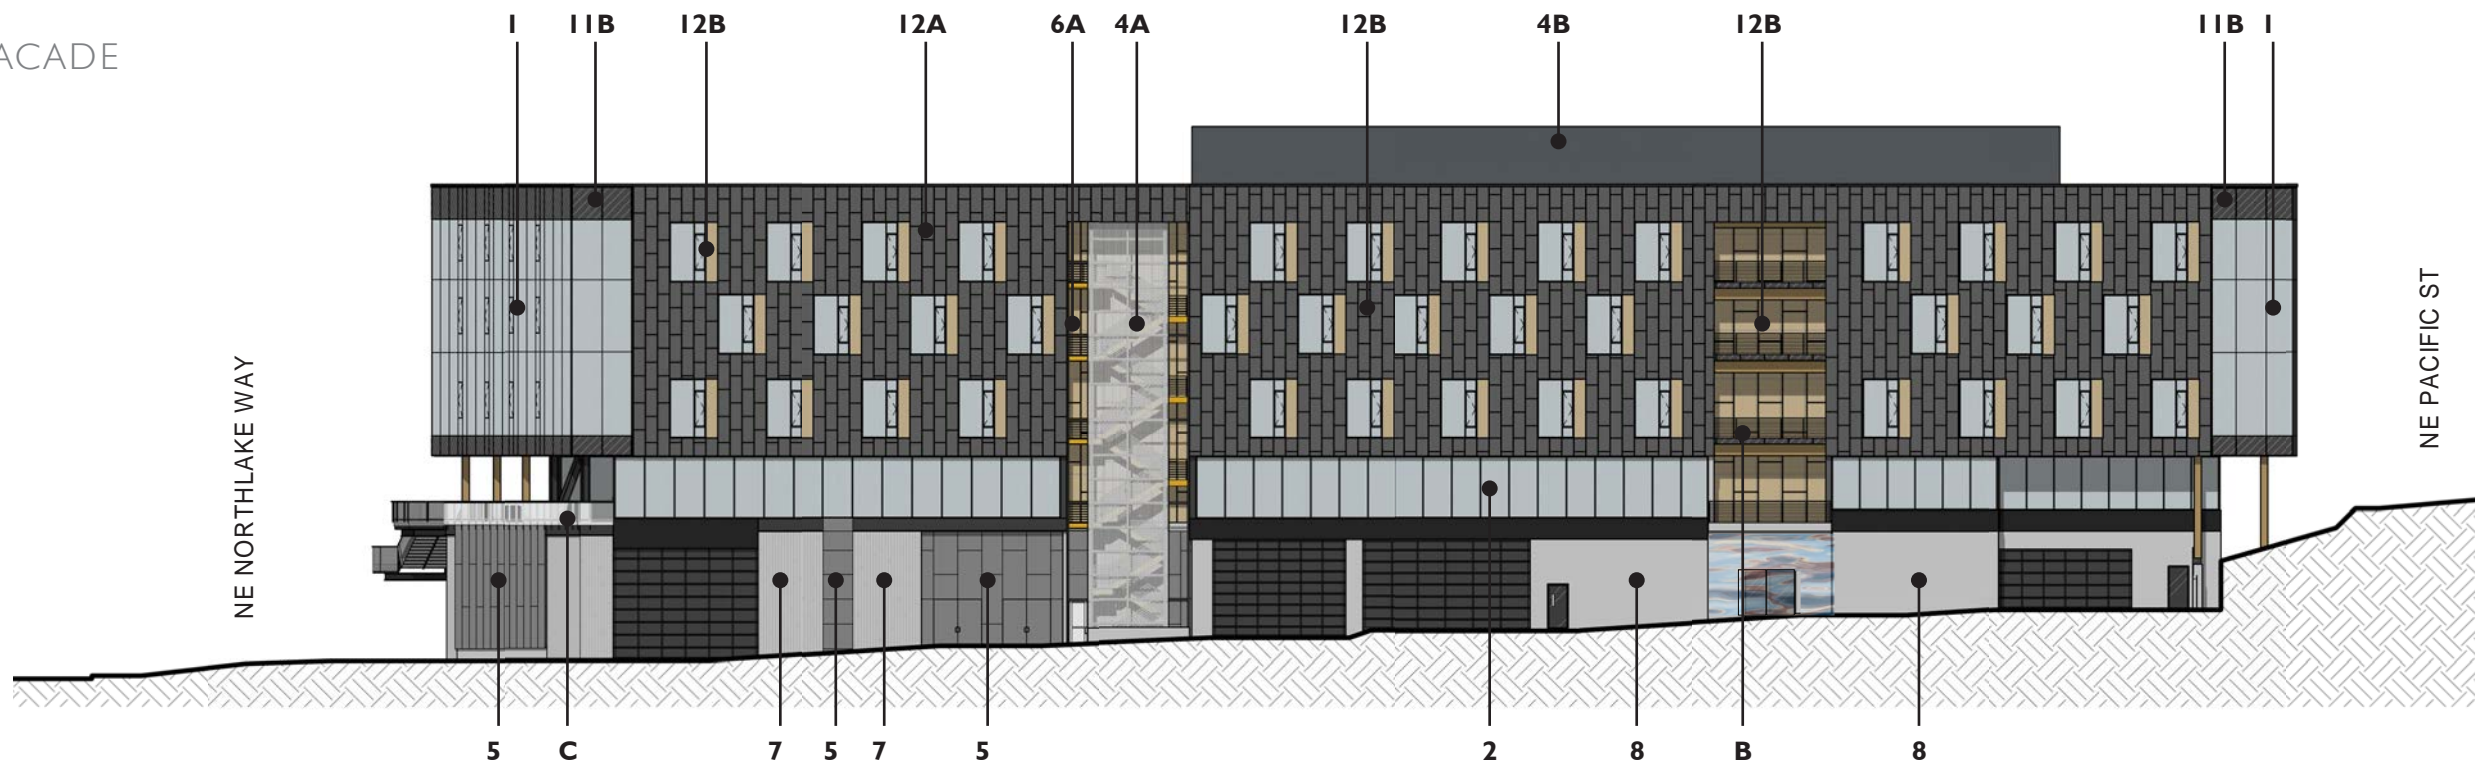 1 11B 12B 12A 6A 4A 12B 4B 12B 11B 1
ACADE
NE NORTHLAKE WAY
NE PACIFIC ST
5 C 7 5 7 5 2 8 B 8